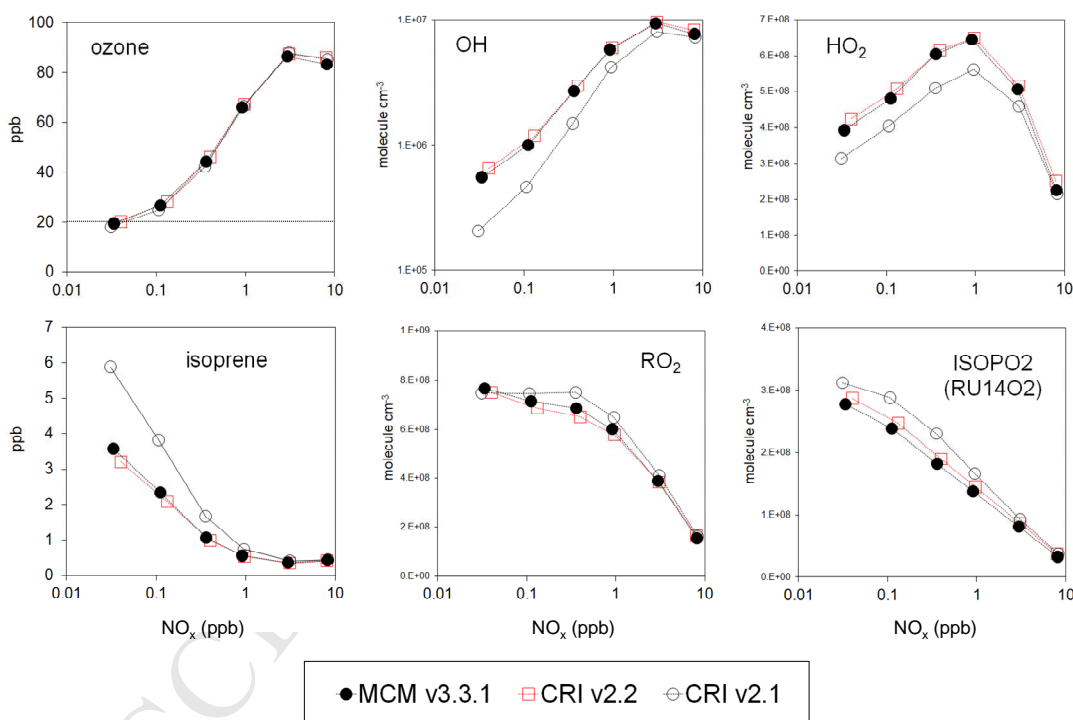 ozone
ppb
100
80
60
40
20
0
0.01 0.1 1 10
OH
molecule cm-3
1.E+07
1.E+06
1.E+05
0.01 0.1 1 10
HO2
molecule cm-3
7.E+08
6.E+08
5.E+08
4.E+08
3.E+08
2.E+08
1.E+08
0.E+00
0.01 0.1 1 10
isoprene
ppb
7
6
5
4
3
2
1
0
0.01 0.1 1 10
NOx (ppb)
RO2
molecule cm-3
1.E+09
8.E+08
6.E+08
4.E+08
2.E+08
0.E+00
0.01 0.1 1 10
NOx (ppb)
ISOPO2
(RU14O2)
molecule cm-3
4.E+08
3.E+08
2.E+08
1.E+08
0.E+00
0.01 0.1 1 10
NOx (ppb)
MCM v3.3.1 CRI v2.2 CRI v2.1